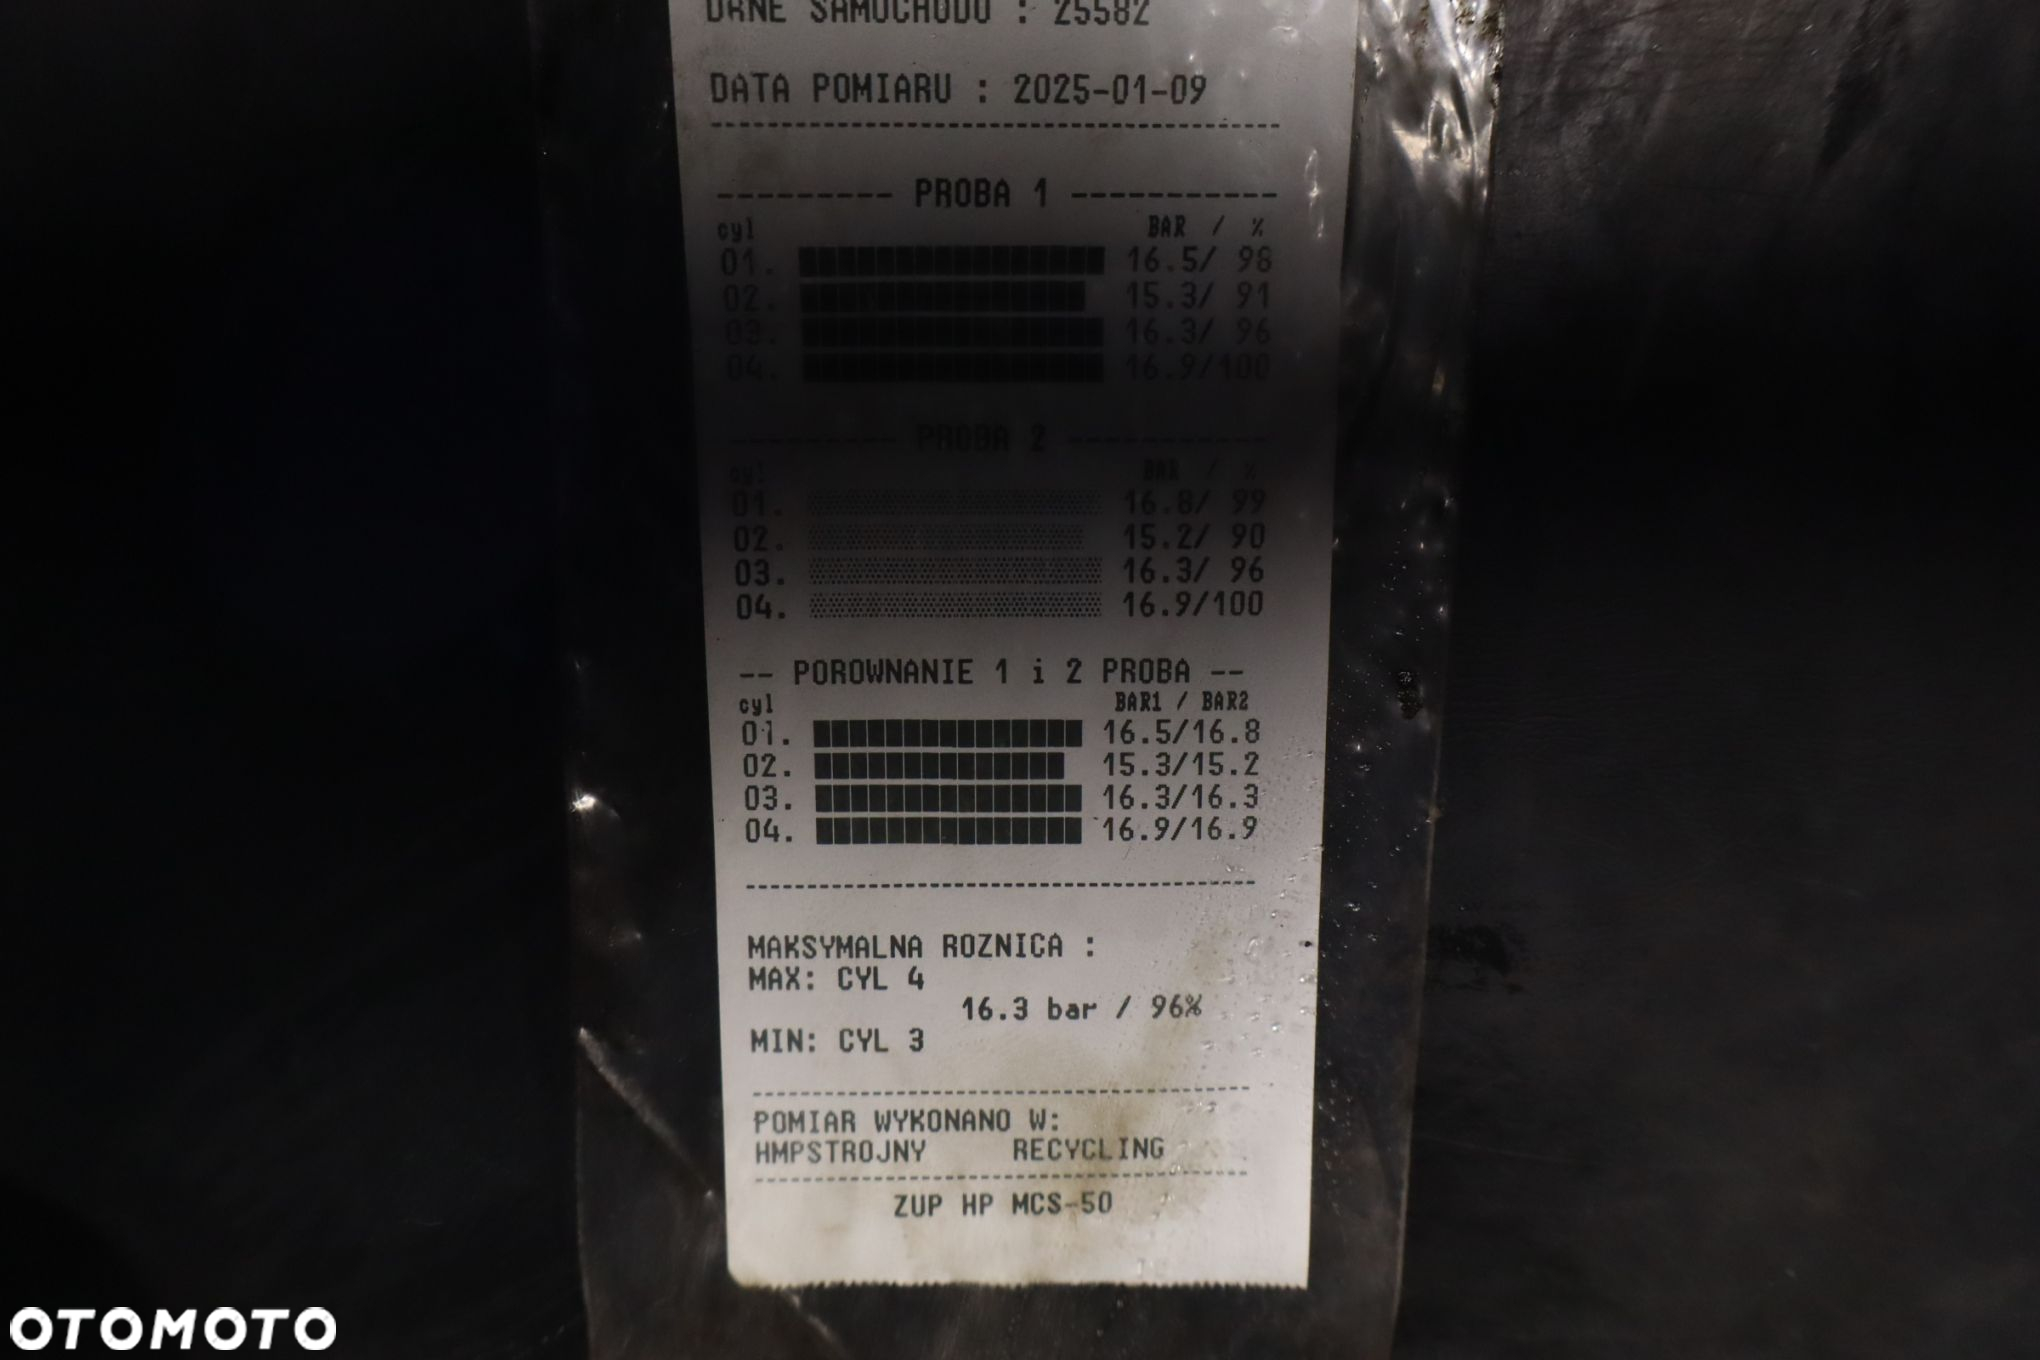 DANE SAMOCHODU : 25582
DATA POMIARU : 2025-01-09
--------- PROBA 1 -----------
cyl BAR / %
01. 16.5/ 98
02. 15.3/ 91
03. 16.3/ 96
04. 16.9/100
--------- PROBA 2 -----------
cyl BAR / %
01. 16.8/ 99
02. 15.2/ 90
03. 16.3/ 96
04. 16.9/100
-- POROWNANIE 1 i 2 PROBA --
cyl BAR1 / BAR2
01. 16.5/16.8
02. 15.3/15.2
03. 16.3/16.3
04. 16.9/16.9
MAKSYMALNA ROZNICA :
MAX: CYL 4
16.3 bar / 96%
MIN: CYL 3
POMIAR WYKONANO W:
HMPSTROJNY RECYCLING
ZUP HP MCS-50
OTOMOTO